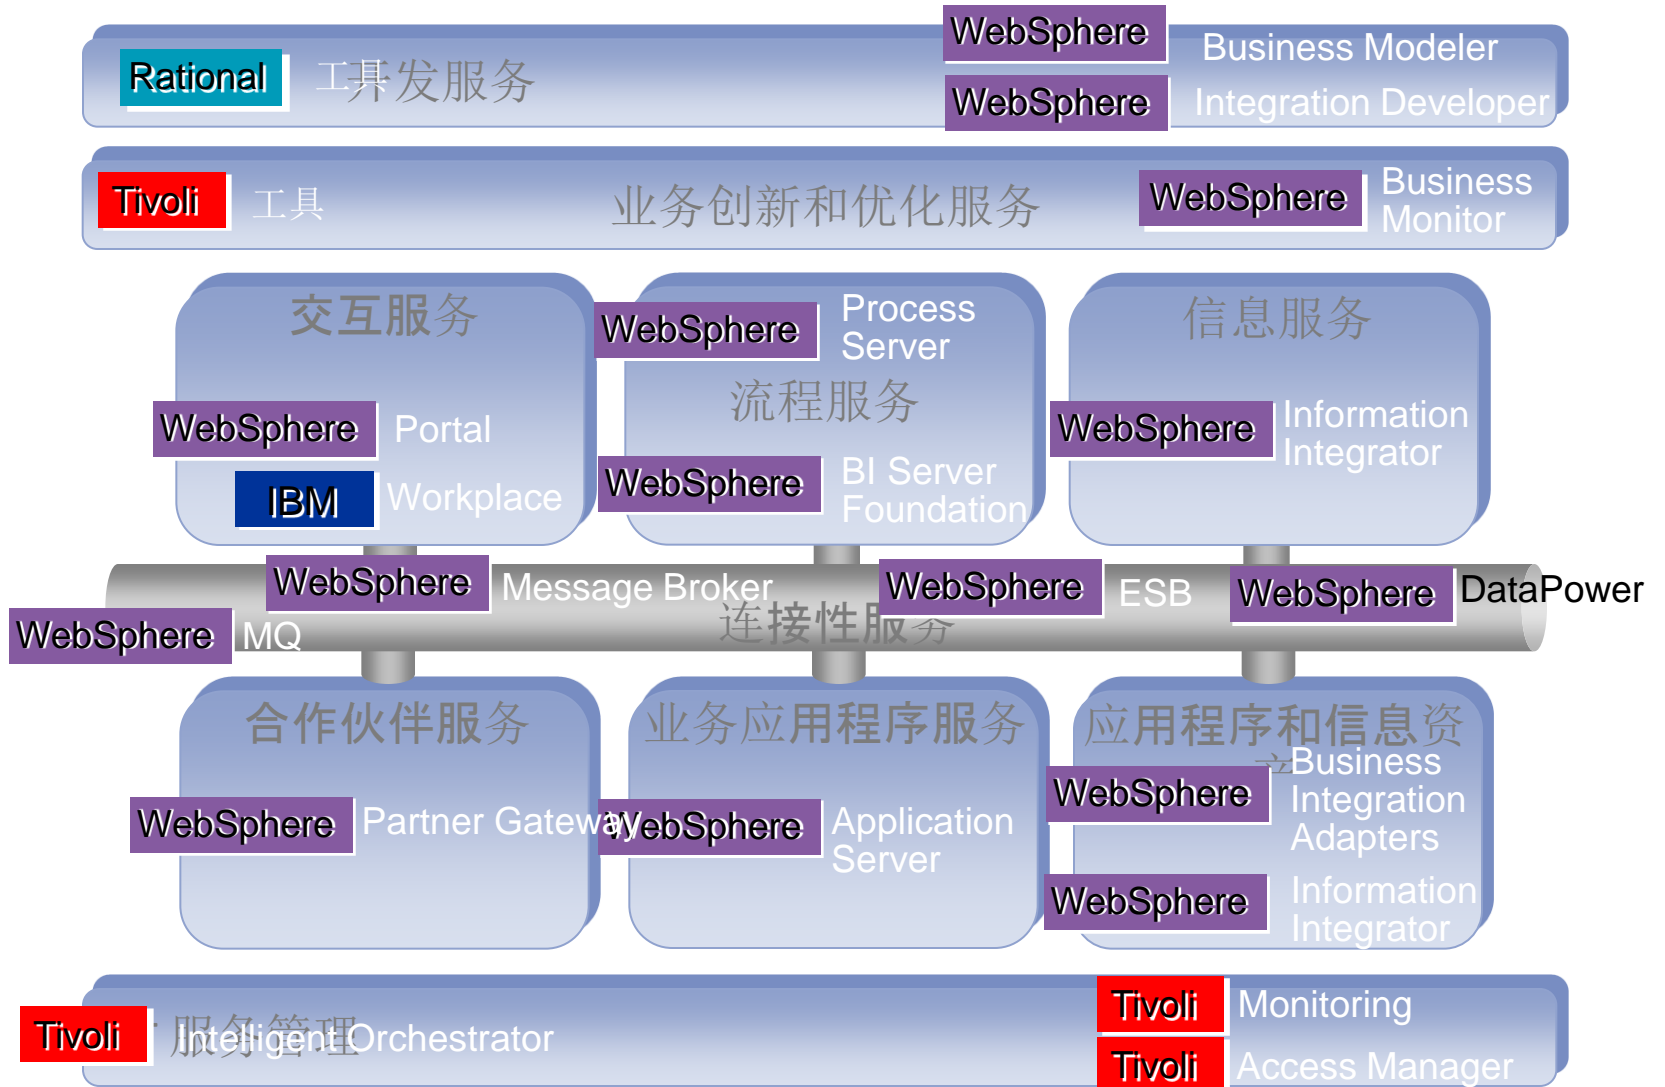 WebSphere Business Modeler
Rational 工具 开发服务
WebSphere Integration Developer
Tivoli 工具 业务创新和优化服务 WebSphere Business
Monitor
交互服务
WebSphere Portal
IBM Workplace
WebSphere Process
Server
流程服务
WebSphere BI Server
Foundation
信息服务
WebSphere Information
Integrator
WebSphere Message Broker
WebSphere ESB
WebSphere DataPower
连接性服务
WebSphere MQ
合作伙伴服务
WebSphere Partner Gateway
业务应用程序服务
WebSphere Application
Server
应用程序和信息资
WebSphere Business
Integration
Adapters
WebSphere Information
Integrator
服务管理
Tivoli Intelligent Orchestrator
Tivoli Monitoring
Tivoli Access Manager